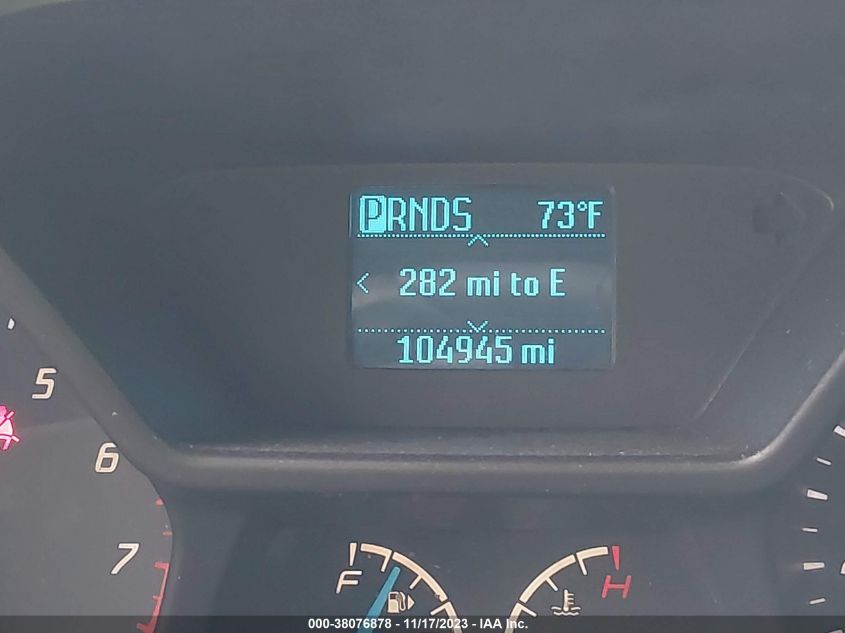 PRNDS 73°F
< 282 mi to E
104945 mi
5
6
7
F
H
000-38076878 - 11/17/2023 - IAA Inc.